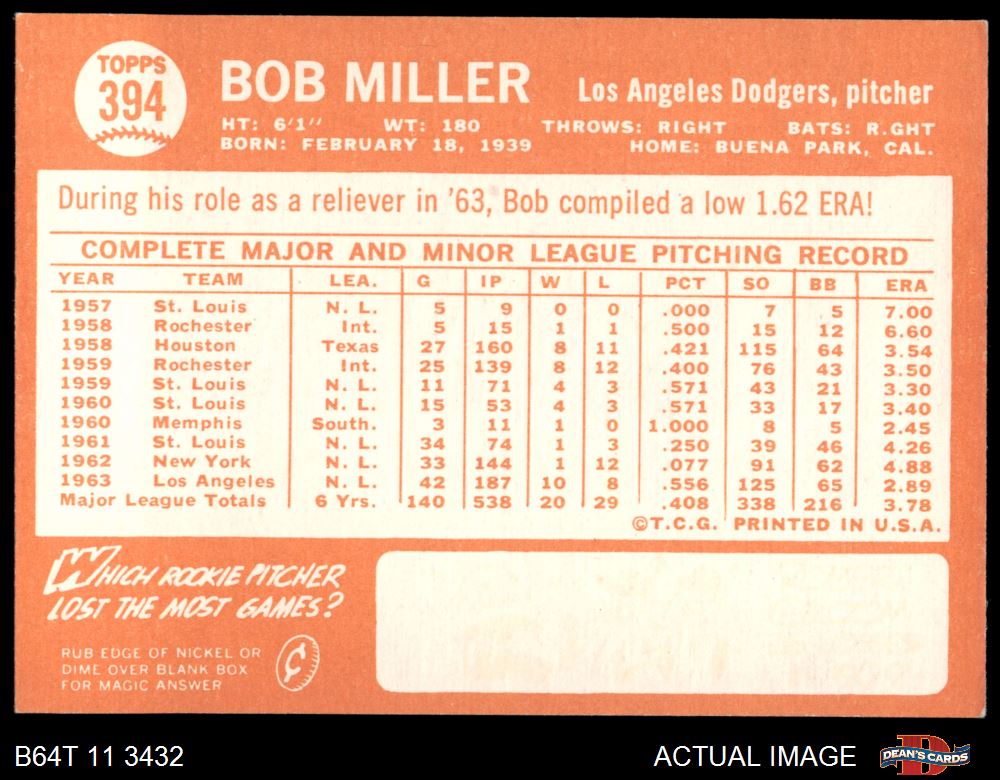 TOPPS
394
BOB MILLER
Los Angeles Dodgers, pitcher
HT: 6'1" WT: 180 THROWS: RIGHT BATS: R.GHT
BORN: FEBRUARY 18, 1939 HOME: BUENA PARK, CAL.
During his role as a reliever in '63, Bob compiled a low 1.62 ERA!
COMPLETE MAJOR AND MINOR LEAGUE PITCHING RECORD
YEAR TEAM LEA. G IP W L PCT SO BB ERA
1957 St. Louis N. L. 5 9 0 0 .000 7 5 7.00
1958 Rochester Int. 5 15 1 1 .500 15 12 6.60
1958 Houston Texas 27 160 8 11 .421 115 64 3.54
1959 Rochester Int. 25 139 8 12 .400 76 43 3.50
1959 St. Louis N. L. 11 71 4 3 .571 43 21 3.30
1960 St. Louis N. L. 15 53 4 3 .571 33 17 3.40
1960 Memphis South. 3 11 1 0 1.000 8 5 2.45
1961 St. Louis N. L. 34 74 1 3 .250 39 46 4.26
1962 New York N. L. 33 144 1 12 .077 91 62 4.88
1963 Los Angeles N. L. 42 187 10 8 .556 125 65 2.89
Major League Totals 6 Yrs. 140 538 20 29 .408 338 216 3.78
©T.C.G. PRINTED IN U.S.A.
WHICH ROOKIE PITCHER
LOST THE MOST GAMES?
RUB EDGE OF NICKEL OR
DIME OVER BLANK BOX
FOR MAGIC ANSWER
¢
B64T 11 3432
ACTUAL IMAGE
D
DEAN'S CARDS